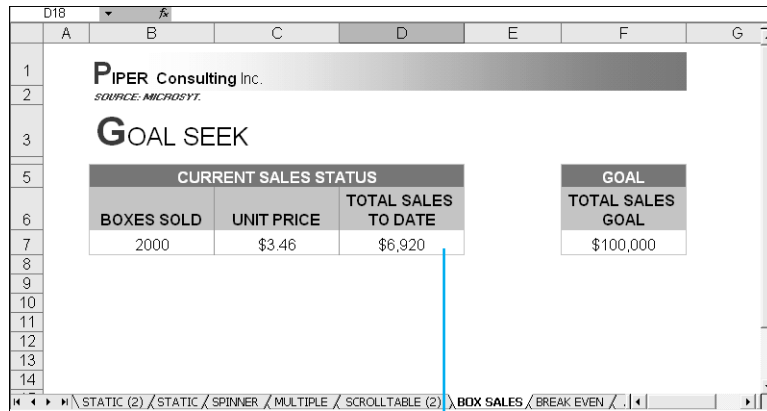 D18 fx
A B C D E F G
1 PIPER Consulting Inc.
2 SOURCE: MICROSYT.
3 GOAL SEEK
5 CURRENT SALES STATUS GOAL
6 BOXES SOLD UNIT PRICE TOTAL SALES TO DATE TOTAL SALES GOAL
7 2000 $3.46 $6,920 $100,000
8
9
10
11
12
13
14
STATIC (2) STATIC SPINNER MULTIPLE SCROLLTABLE (2) BOX SALES BREAK EVEN